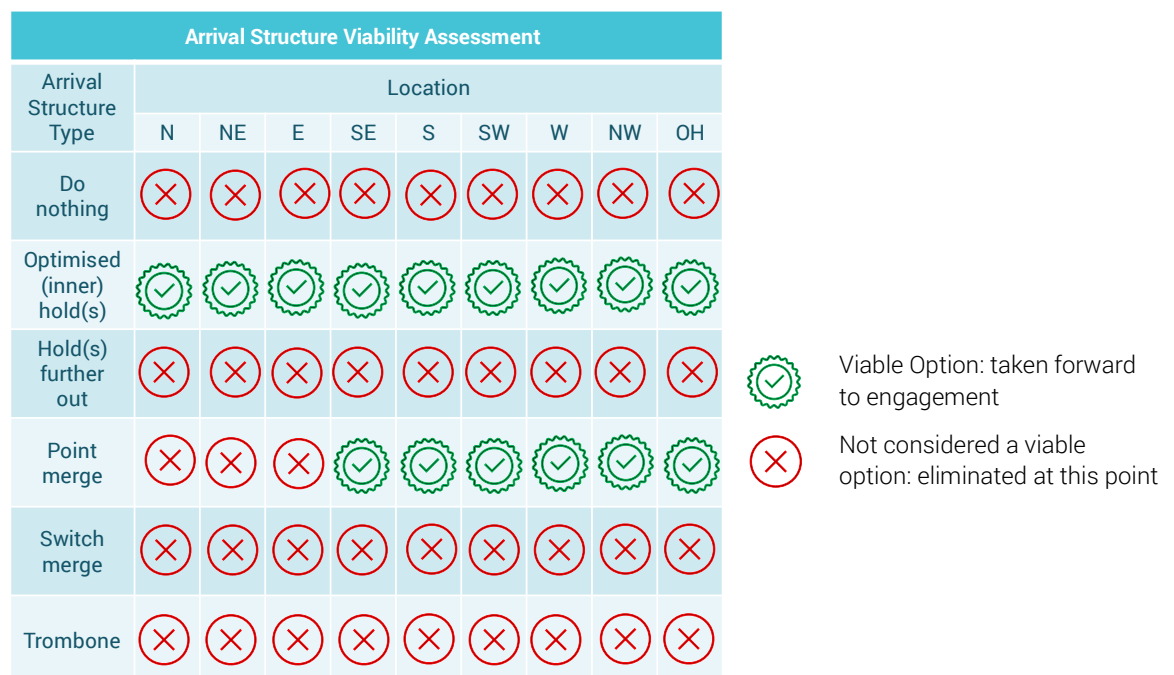 Arrival Structure Viability Assessment
Arrival
Structure
Type
Location
N NE E SE S SW W NW OH
Do
nothing
Optimised
(inner)
hold(s)
Hold(s)
further
out
Point
merge
Switch
merge
Trombone
Viable Option: taken forward
to engagement
Not considered a viable
option: eliminated at this point